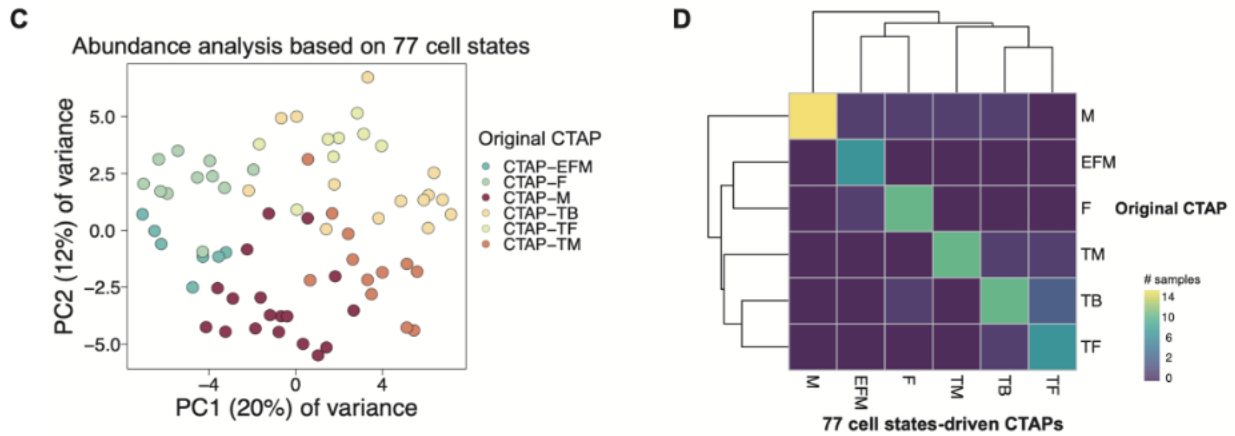 C
Abundance analysis based on 77 cell states
PC2 (12%) of variance
5.0
2.5
0.0
−2.5
−5.0
−4
0
4
PC1 (20%) of variance
Original CTAP
CTAP−EFM
CTAP−F
CTAP−M
CTAP−TB
CTAP−TF
CTAP−TM
D
M
EFM
F
TM
TB
TF
Original CTAP
# samples
14
10
6
2
0
M
EFM
F
TM
TB
TF
77 cell states-driven CTAPs